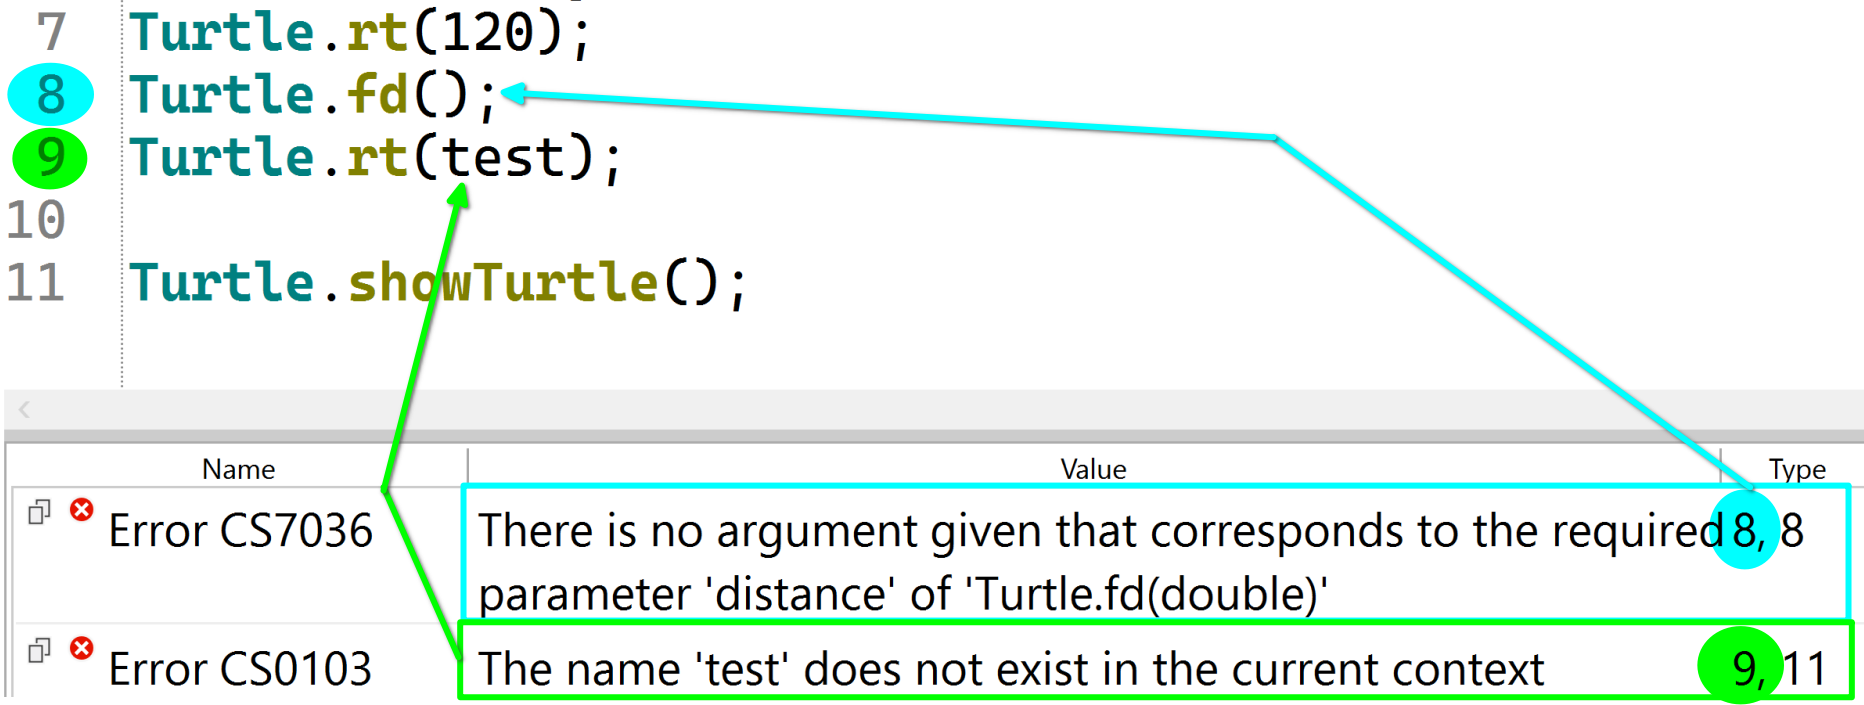 7 Turtle.rt(120);
8 Turtle.fd();
9 Turtle.rt(test);
10
11 Turtle.showTurtle();
Name Value Type
Error CS7036 There is no argument given that corresponds to the required 8, 8
parameter 'distance' of 'Turtle.fd(double)'
Error CS0103 The name 'test' does not exist in the current context 9, 11